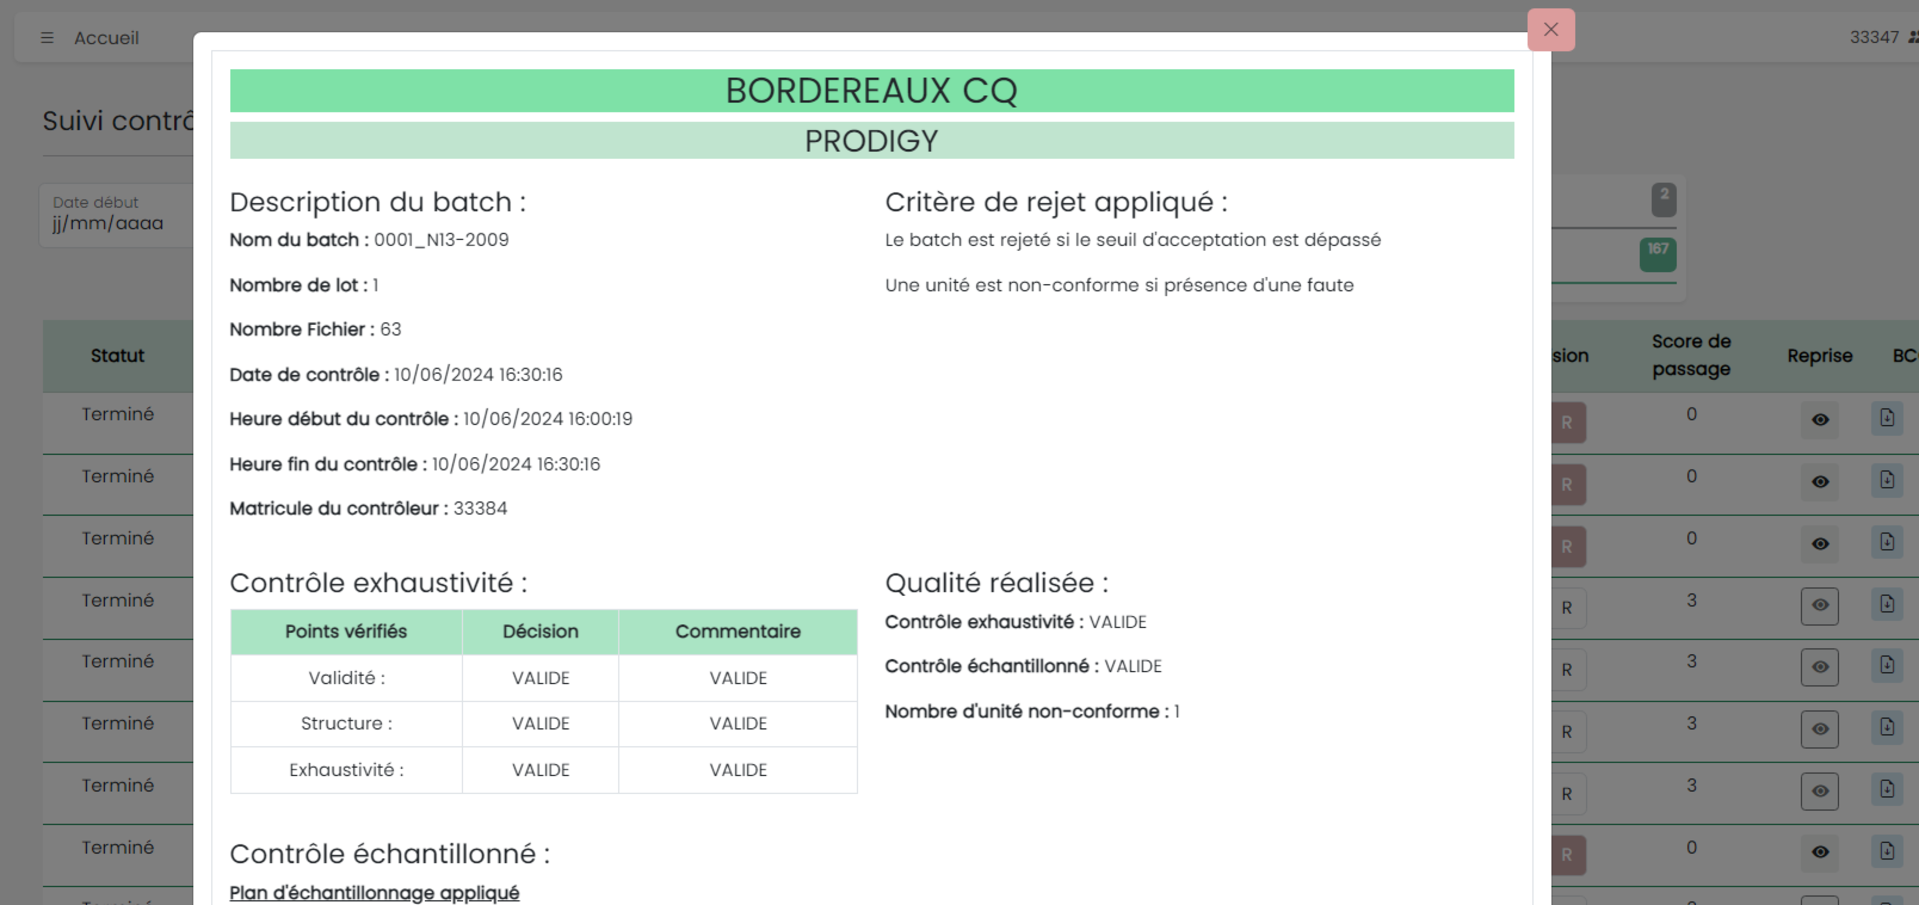 Accueil
33347
BORDEREAUX CQ
PRODIGY
Suivi contrô
Date début
jj/mm/aaaa
2
167
Description du batch :
Nom du batch : 0001_N13-2009
Nombre de lot : 1
Nombre Fichier : 63
Date de contrôle : 10/06/2024 16:30:16
Heure début du contrôle : 10/06/2024 16:00:19
Heure fin du contrôle : 10/06/2024 16:30:16
Matricule du contrôleur : 33384
Critère de rejet appliqué :
Le batch est rejeté si le seuil d'acceptation est dépassé
Une unité est non-conforme si présence d'une faute
Contrôle exhaustivité :
Points vérifiés Décision Commentaire
Validité : VALIDE VALIDE
Structure : VALIDE VALIDE
Exhaustivité : VALIDE VALIDE
Qualité réalisée :
Contrôle exhaustivité : VALIDE
Contrôle échantillonné : VALIDE
Nombre d'unité non-conforme : 1
Contrôle échantillonné :
Plan d'échantillonnage appliqué
Statut sion Score de passage Reprise BC
Terminé R 0
Terminé R 0
Terminé R 0
Terminé R 3
Terminé R 3
Terminé R 3
Terminé R 3
Terminé R 0